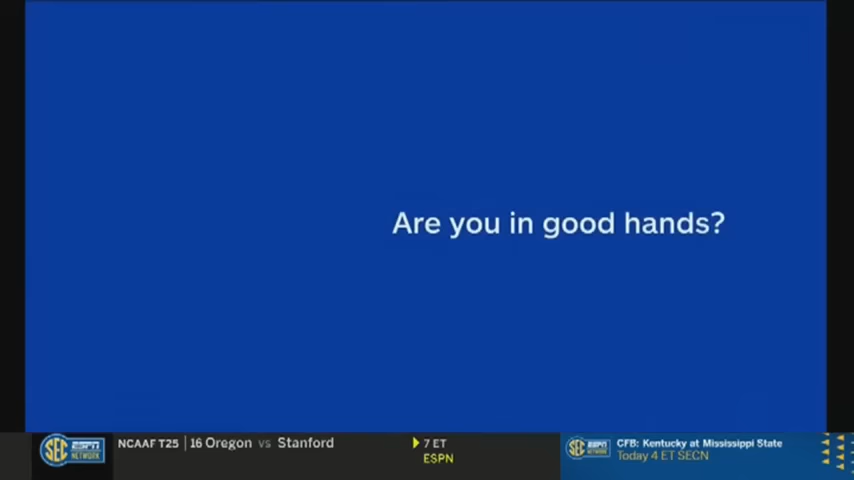 Are you in good hands?
SEC ESPN NETWORK
NCAAF T25 | 16 Oregon vs Stanford
7 ET
ESPN
SEC ESPN NETWORK
CFB: Kentucky at Mississippi State
Today 4 ET SECN